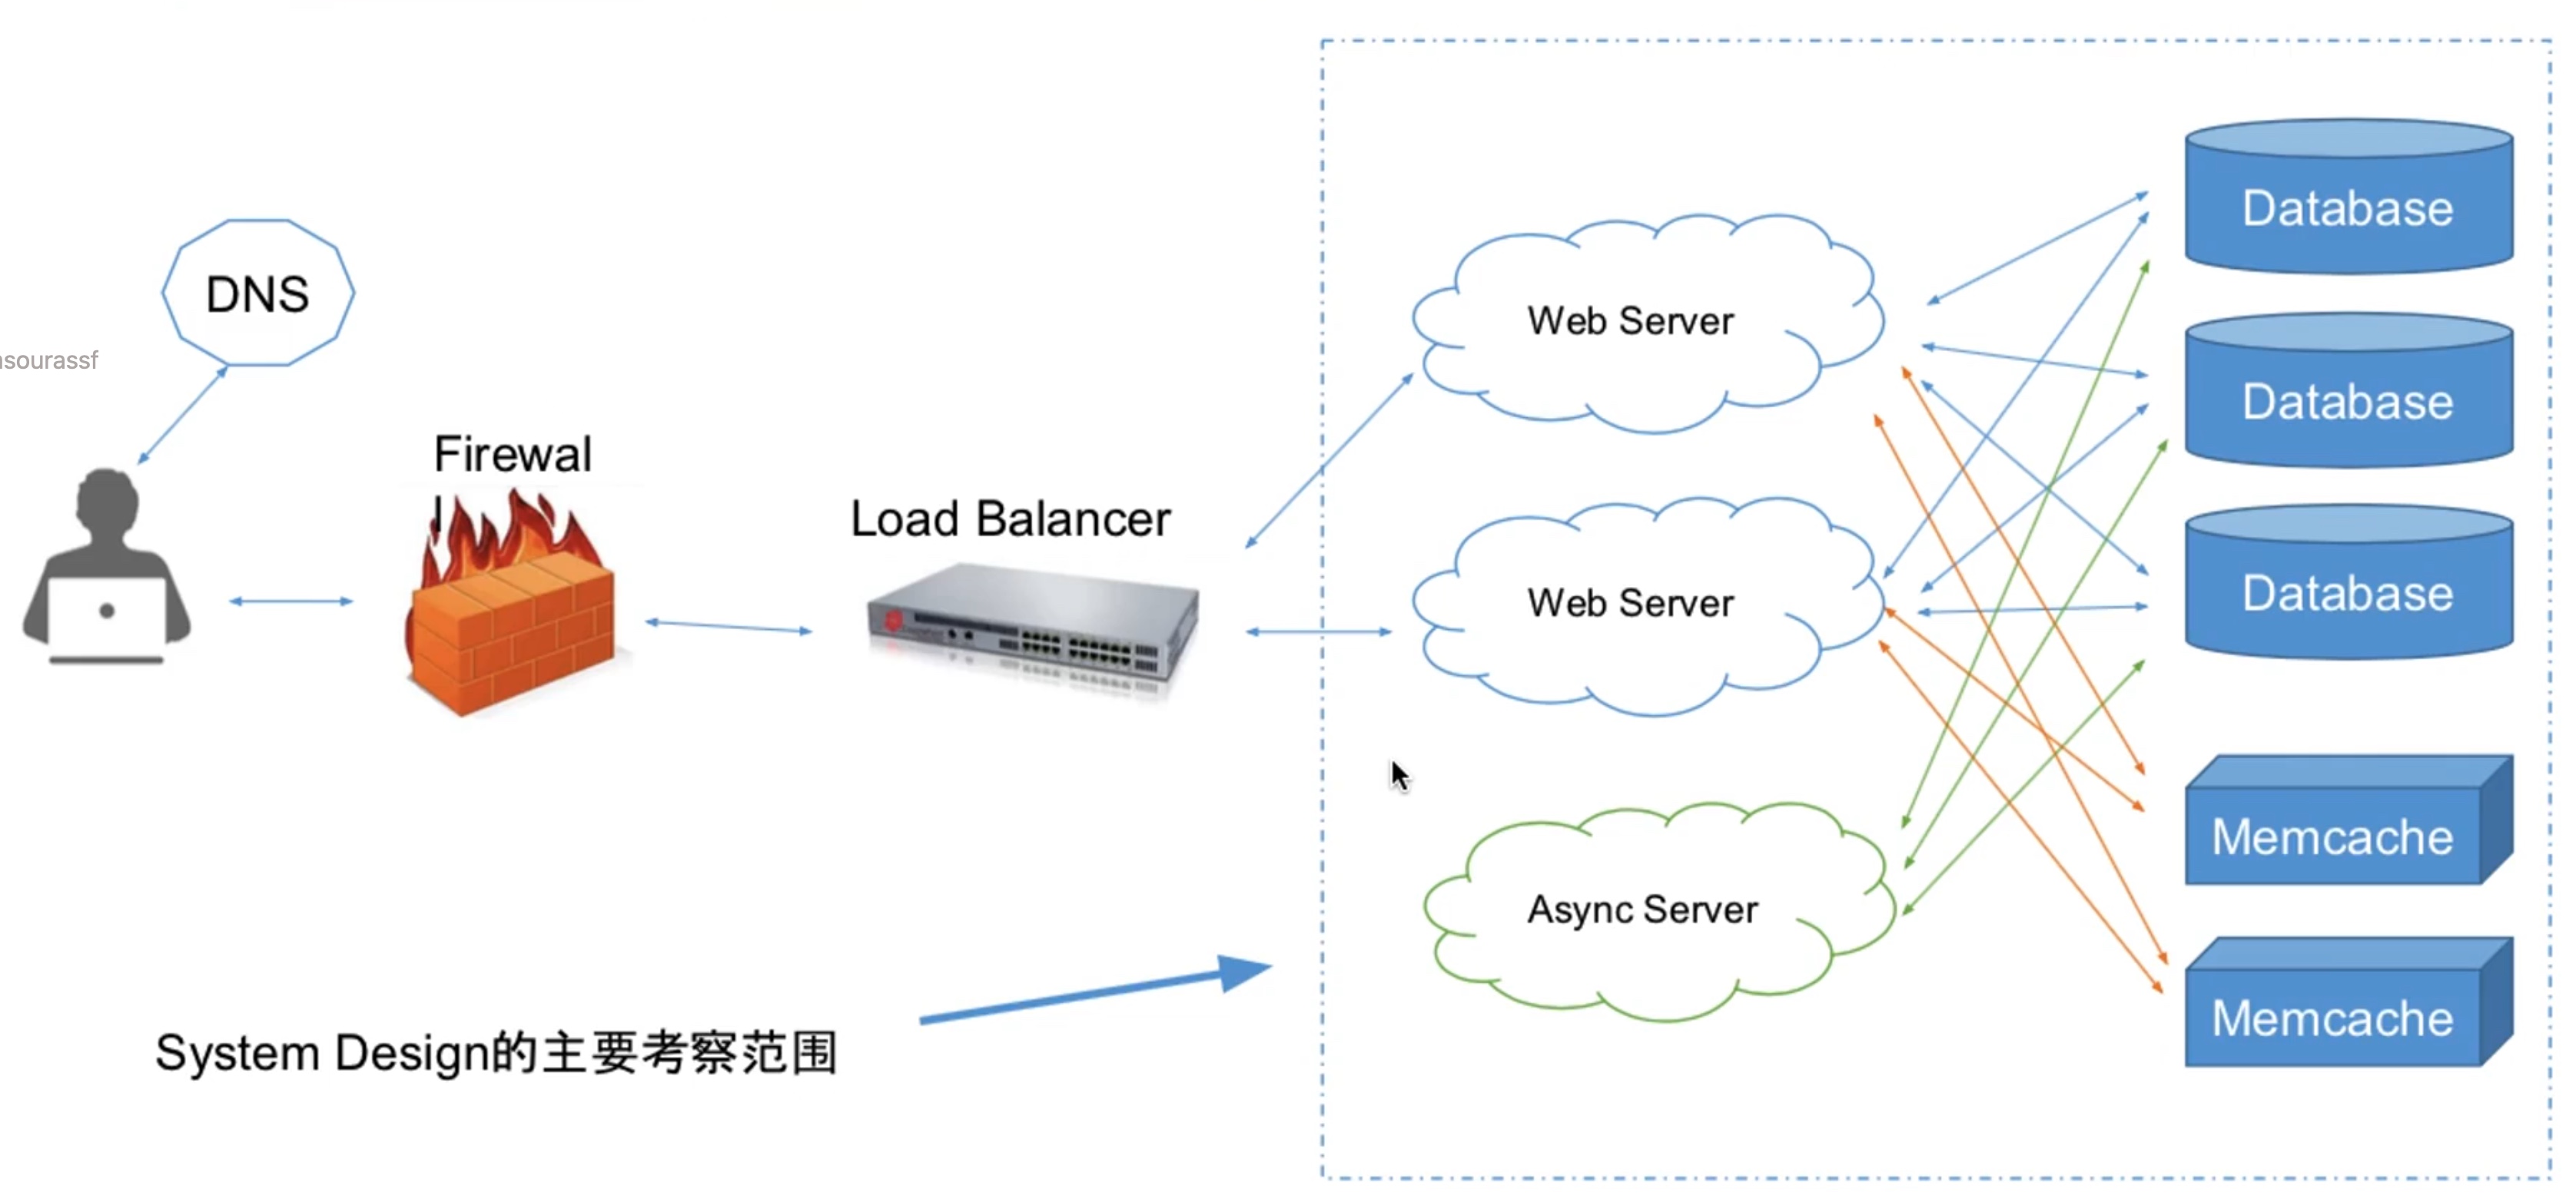 DNS
nsourassf
Firewal
l
Load Balancer
Web Server
Web Server
Async Server
Database
Database
Database
Memcache
Memcache
System Design的主要考察范围